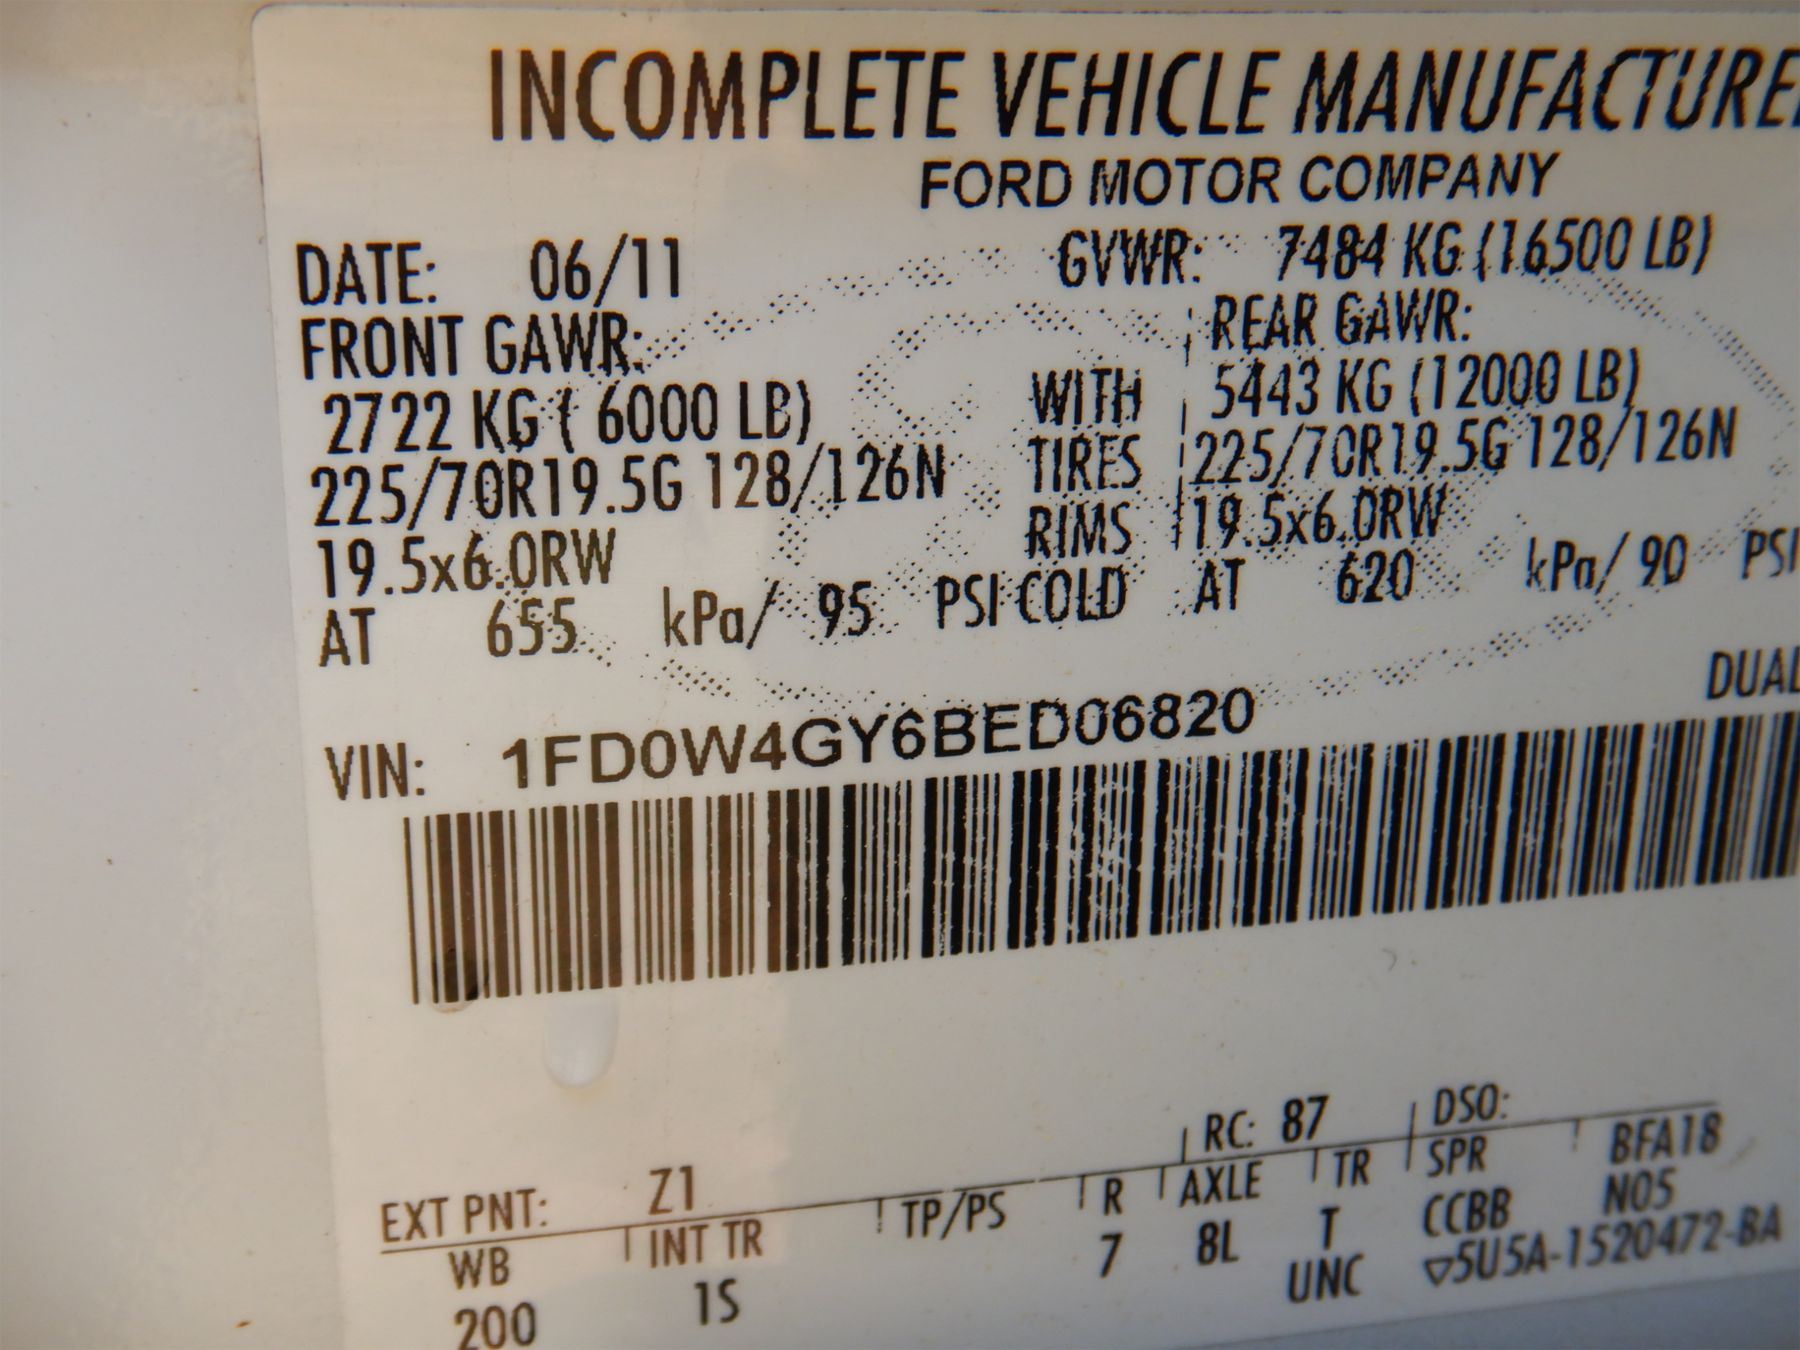 INCOMPLETE VEHICLE MANUFACTURE
FORD MOTOR COMPANY
DATE: 06/11 GVWR: 7484 KG (16500 LB)
FRONT GAWR: REAR GAWR:
2722 KG ( 6000 LB) WITH 5443 KG (12000 LB)
225/70R19.5G 128/126N TIRES 225/70R19.5G 128/126N
19.5x6.0RW RIMS 19.5x6.0RW
AT 655 kPa/ 95 PSI COLD AT 620 kPa/ 90 PSI
DUAL
VIN: 1FD0W4GY6BED06820
EXT PNT: Z1 RC: 87 DSO:
WB INT TR TP/PS R AXLE TR SPR BFA18
200 1S 7 8L T CCBB N05
UNC ▽5U5A-1520472-BA